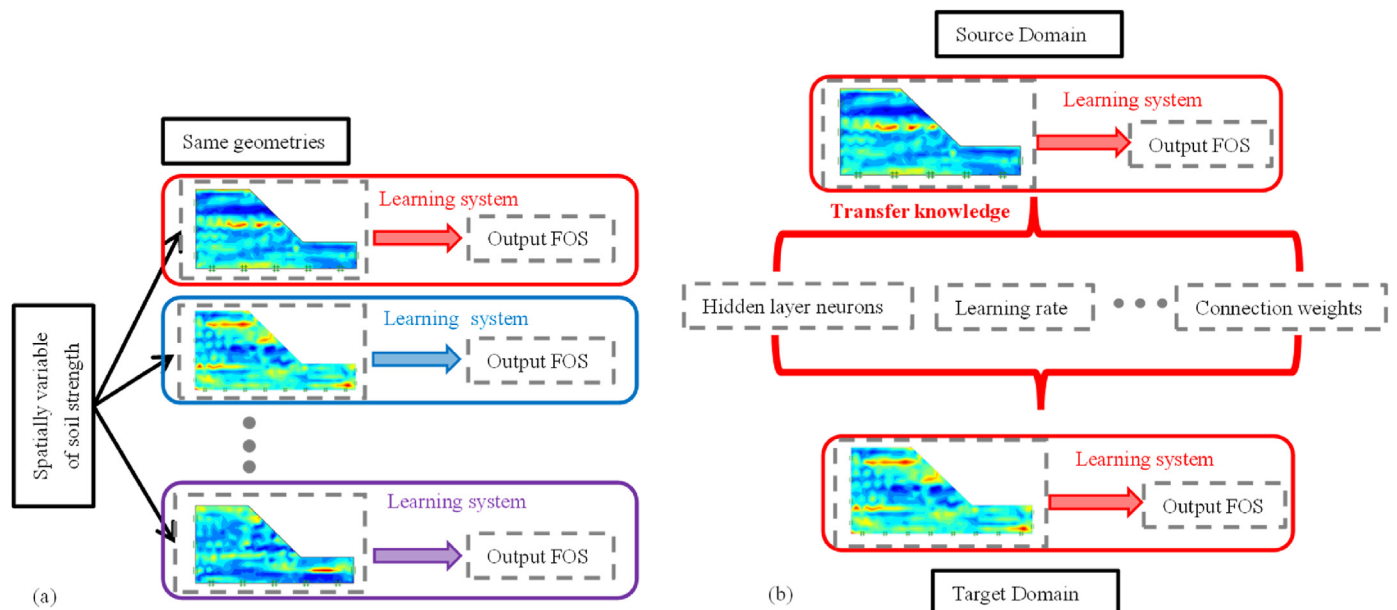 Same geometries
Learning system
Output FOS
Learning system
Output FOS
Learning system
Output FOS
Spatially variable
of soil strength
(a)
Source Domain
Learning system
Output FOS
Transfer knowledge
Hidden layer neurons
Learning rate
Connection weights
Learning system
Output FOS
Target Domain
(b)